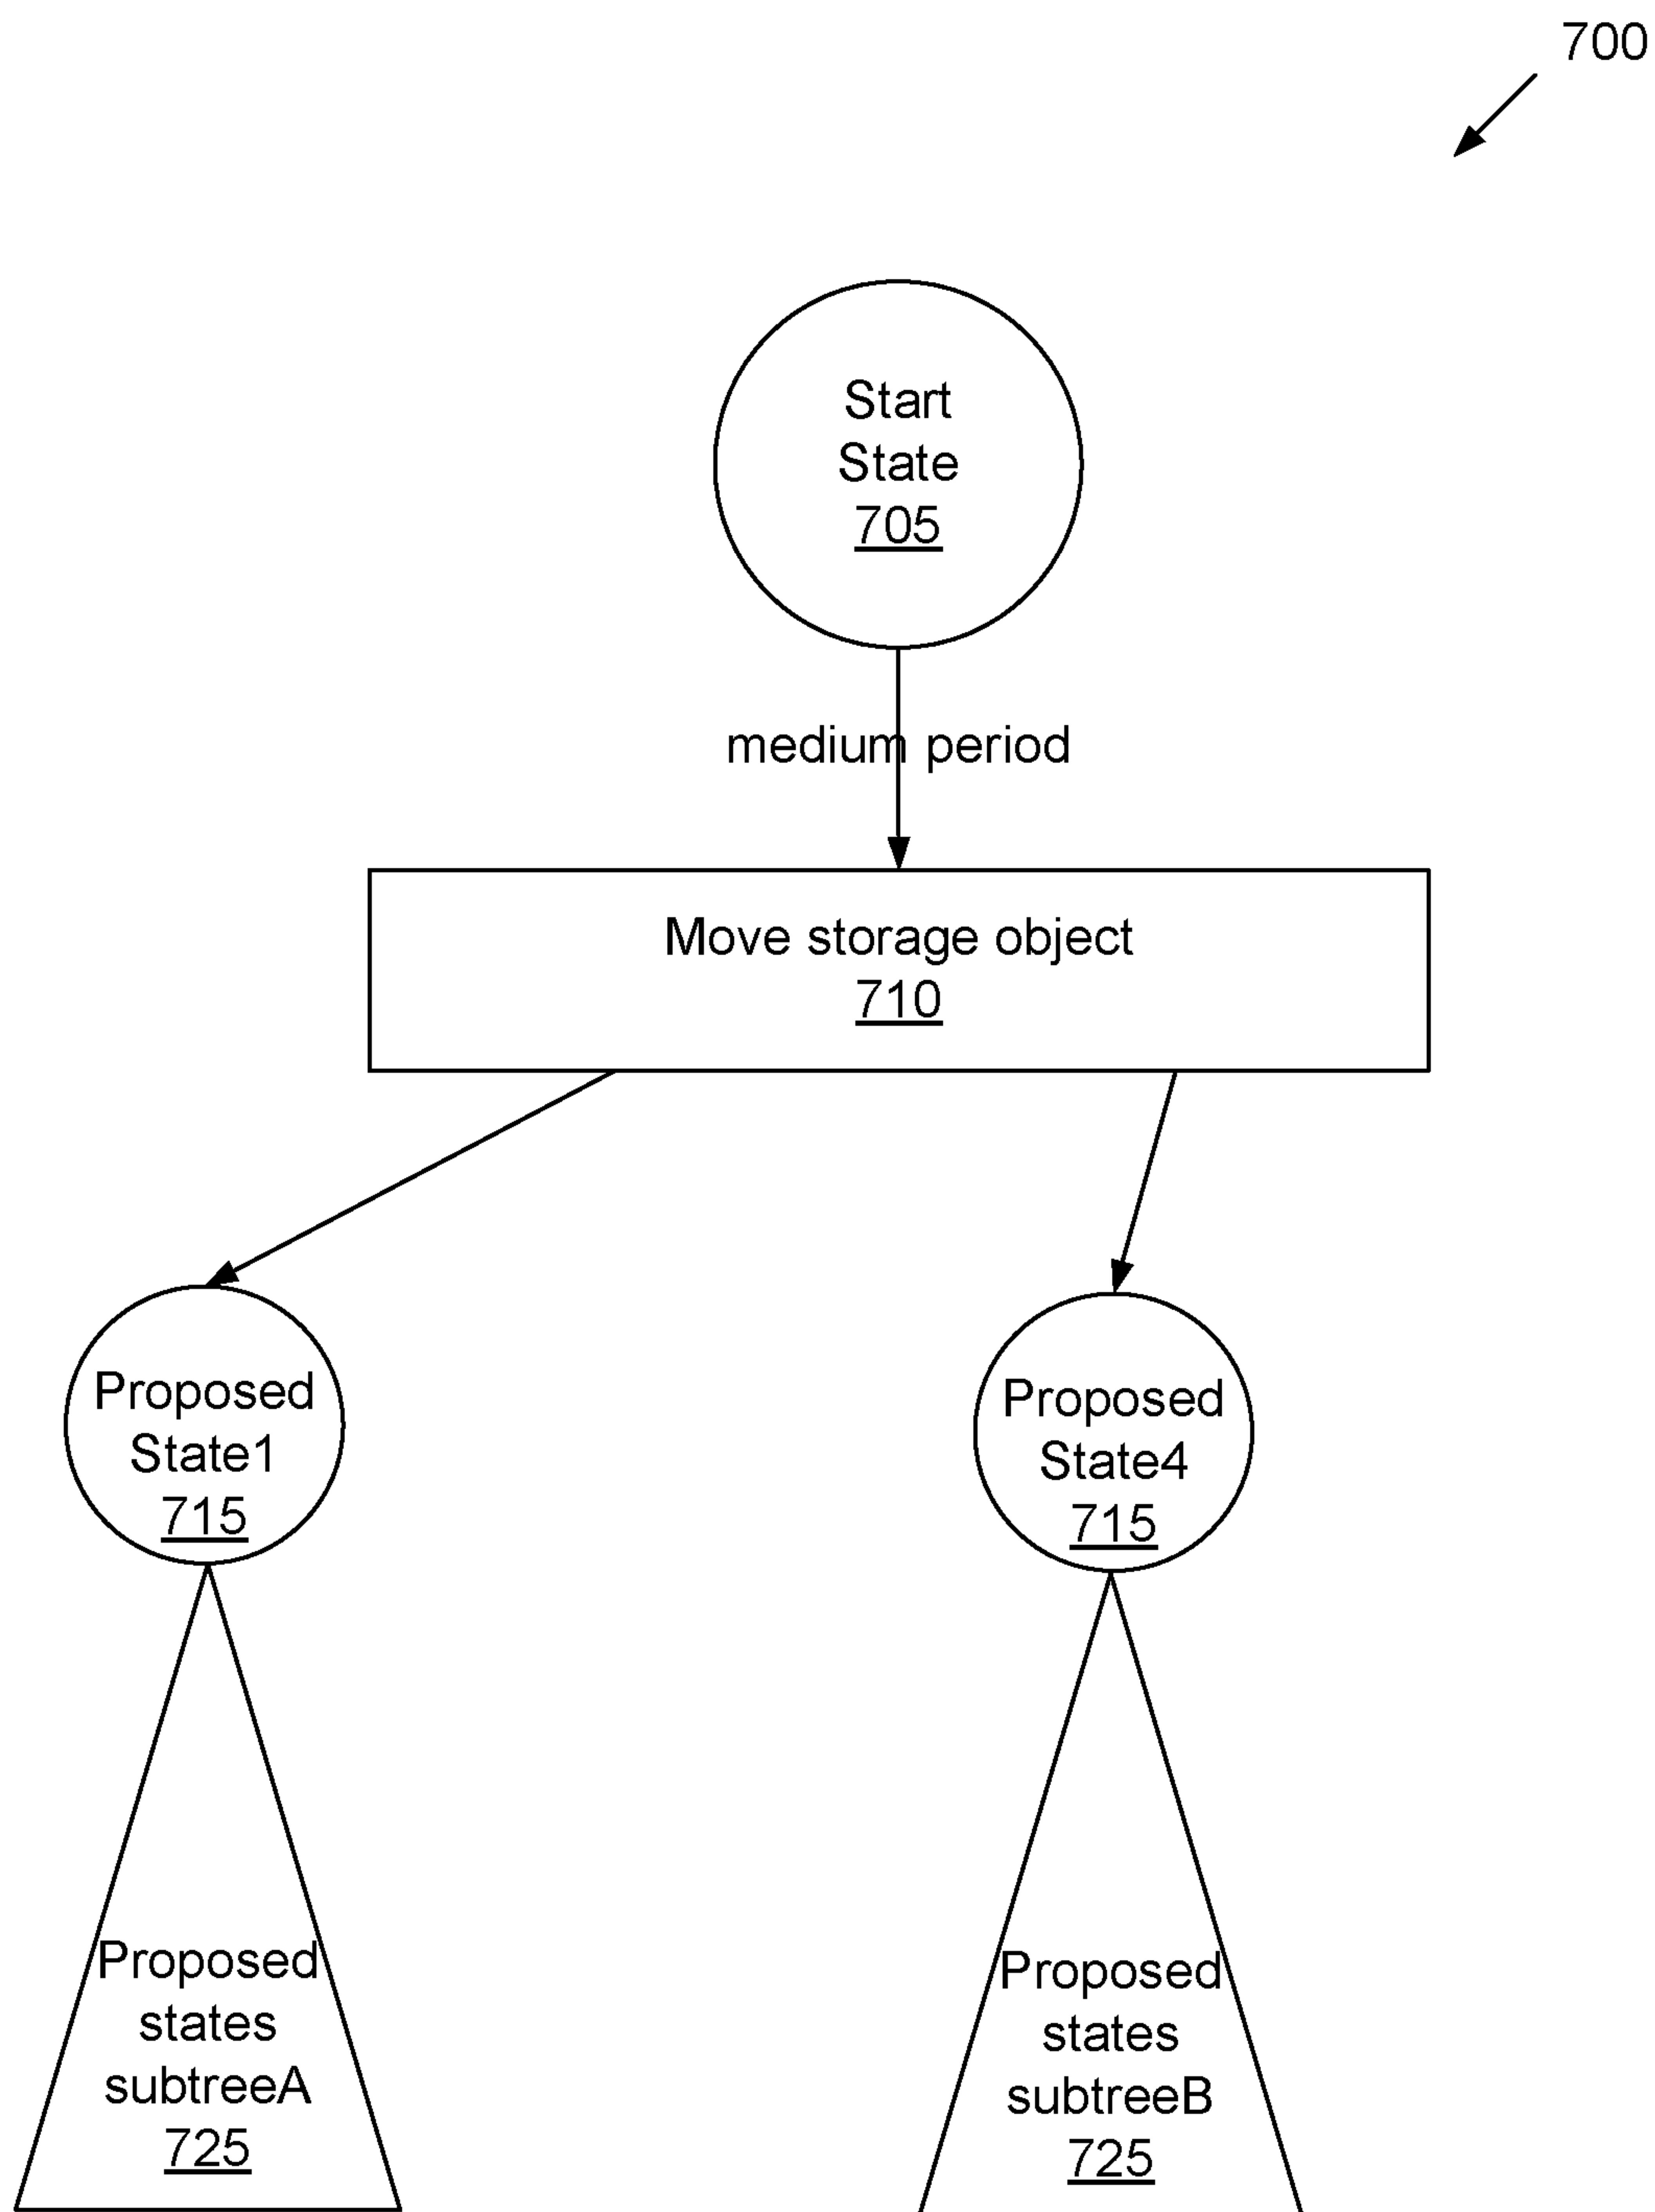 700
Start
State
705
medium period
Move storage object
710
Proposed
State1
715
Proposed
State4
715
Proposed
states
subtreeA
725
Proposed
states
subtreeB
725